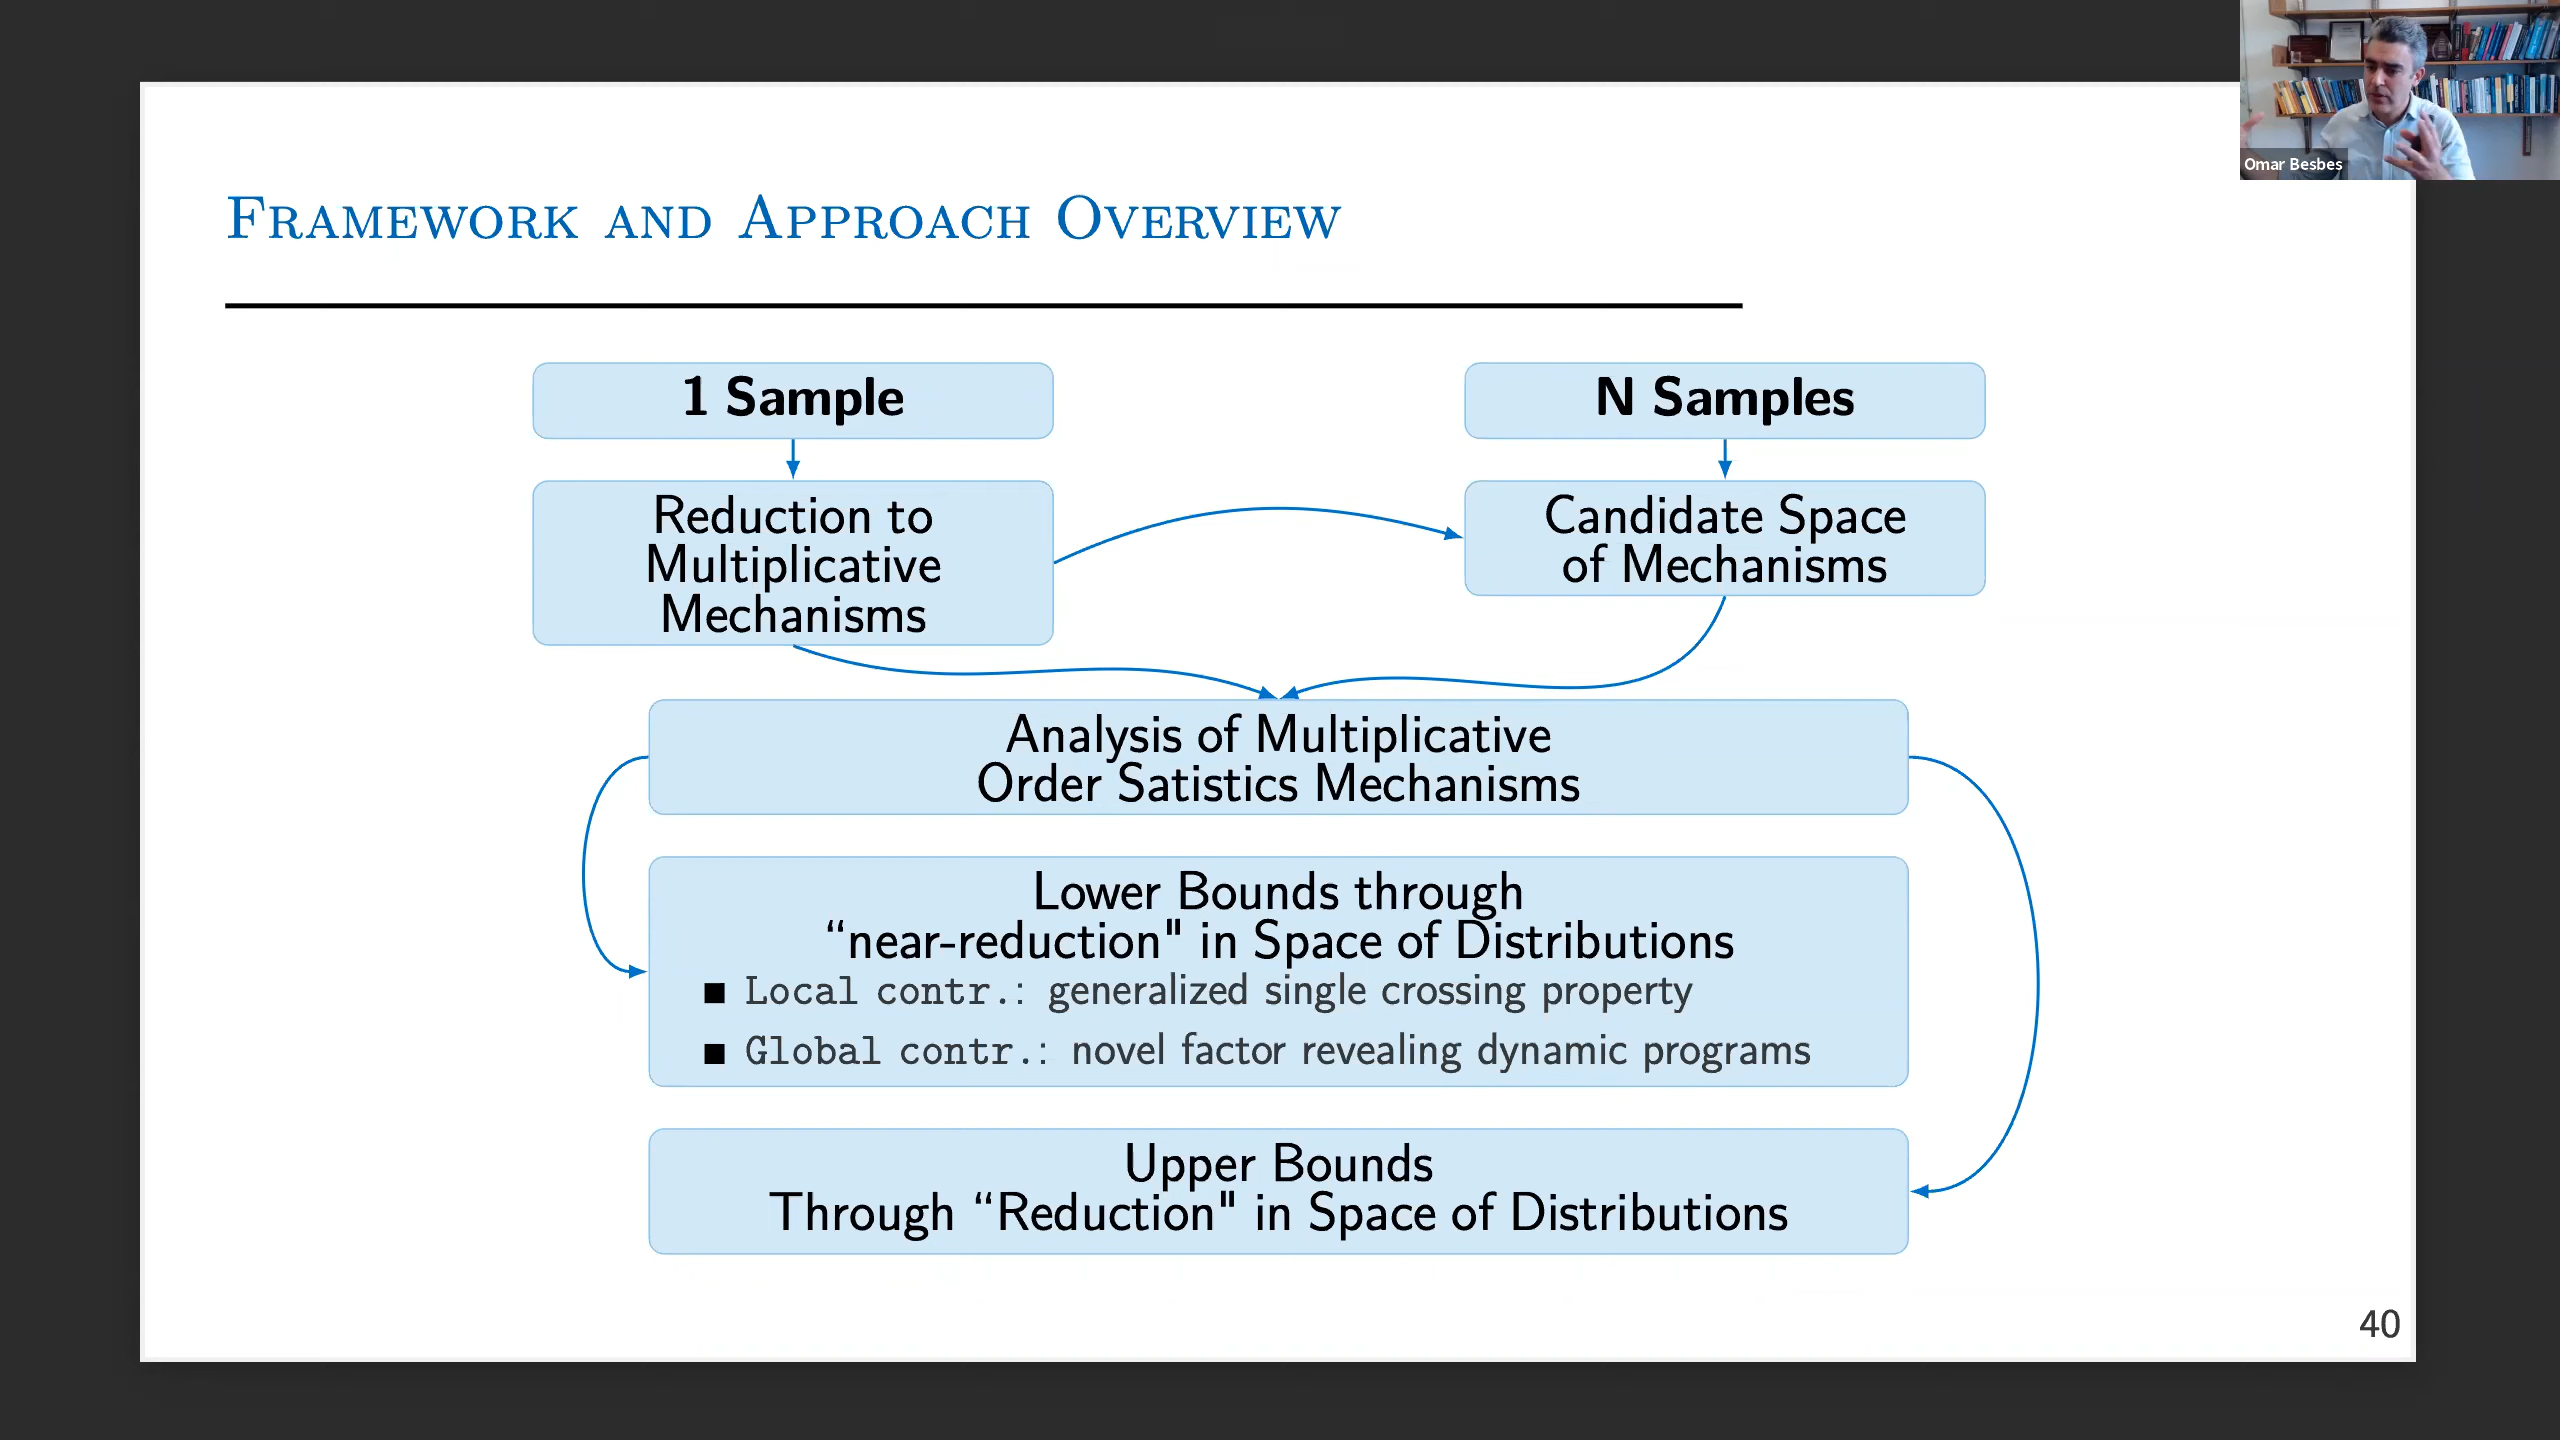 Omar Besbes
Framework and Approach Overview
1 Sample
N Samples
Reduction to
Multiplicative
Mechanisms
Candidate Space
of Mechanisms
Analysis of Multiplicative
Order Satistics Mechanisms
Lower Bounds through
“near-reduction" in Space of Distributions
■ Local contr.: generalized single crossing property
■ Global contr.: novel factor revealing dynamic programs
Upper Bounds
Through “Reduction" in Space of Distributions
40